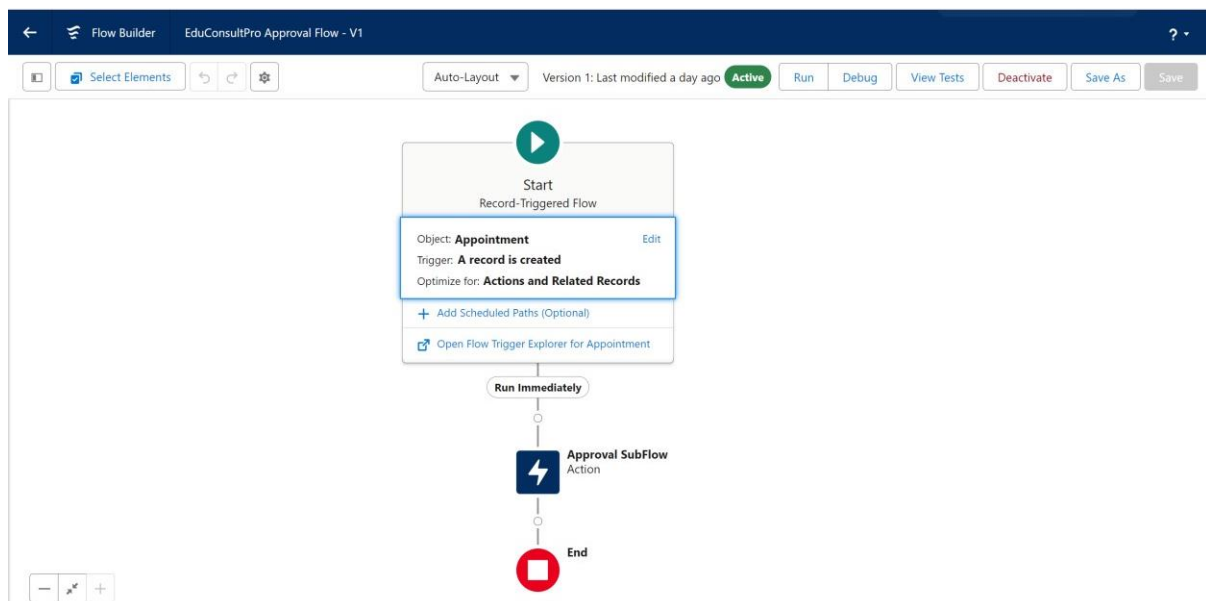 Flow Builder EduConsultPro Approval Flow - V1 ?
Select Elements Auto-Layout Version 1: Last modified a day ago Active Run Debug View Tests Deactivate Save As Save
Start
Record-Triggered Flow
Object: Appointment Edit
Trigger: A record is created
Optimize for: Actions and Related Records
+ Add Scheduled Paths (Optional)
Open Flow Trigger Explorer for Appointment
Run Immediately
Approval SubFlow
Action
End